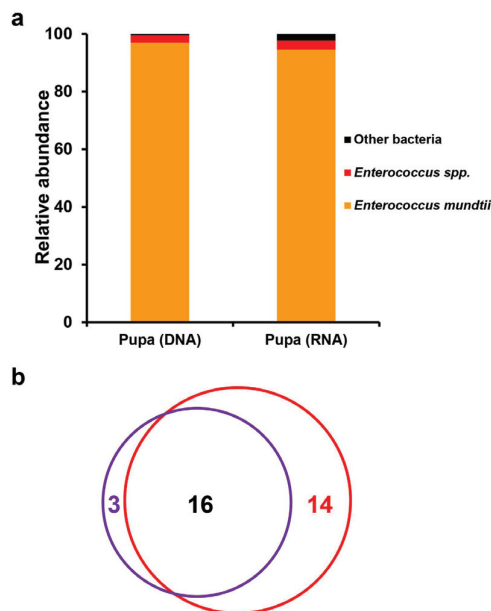 a
100
80
60
40
20
0
Relative abundance
Pupa (DNA)
Pupa (RNA)
Other bacteria
Enterococcus spp.
Enterococcus mundtii
b
3
16
14